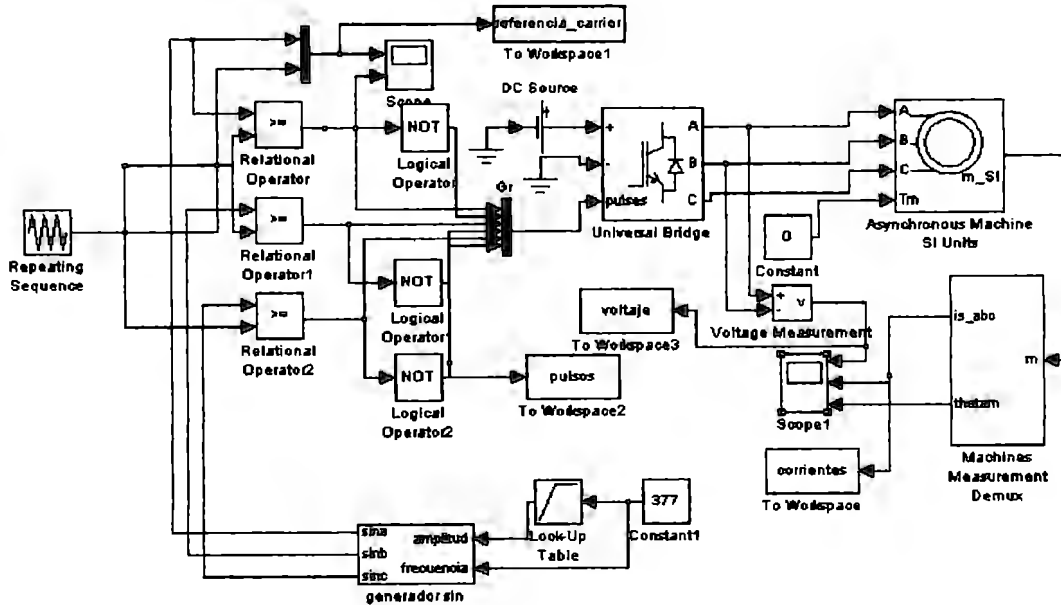 referencia_carrier
To Workspace1
Scope
DC Source
>=
Relational
Operator
NOT
Logical
Operator
Gr
+
-
pulses
A
B
C
Universal Bridge
A
B
C
Tm
m_SI
Asynchronous Machine
SI Units
0
Constant
Repeating
Sequence
>=
Relational
Operator1
NOT
Logical
Operator1
>=
Relational
Operator2
NOT
Logical
Operator2
voltaje
To Workspace3
pulsos
To Workspace2
+
-
v
Voltage Measurement
Scope1
is_abc
m
thetam
Machines
Measurement
Demux
corrientes
To Workspace
sina
sinb
sinc
amplitud
frecuencia
generador sin
Look-Up
Table
377
Constant1